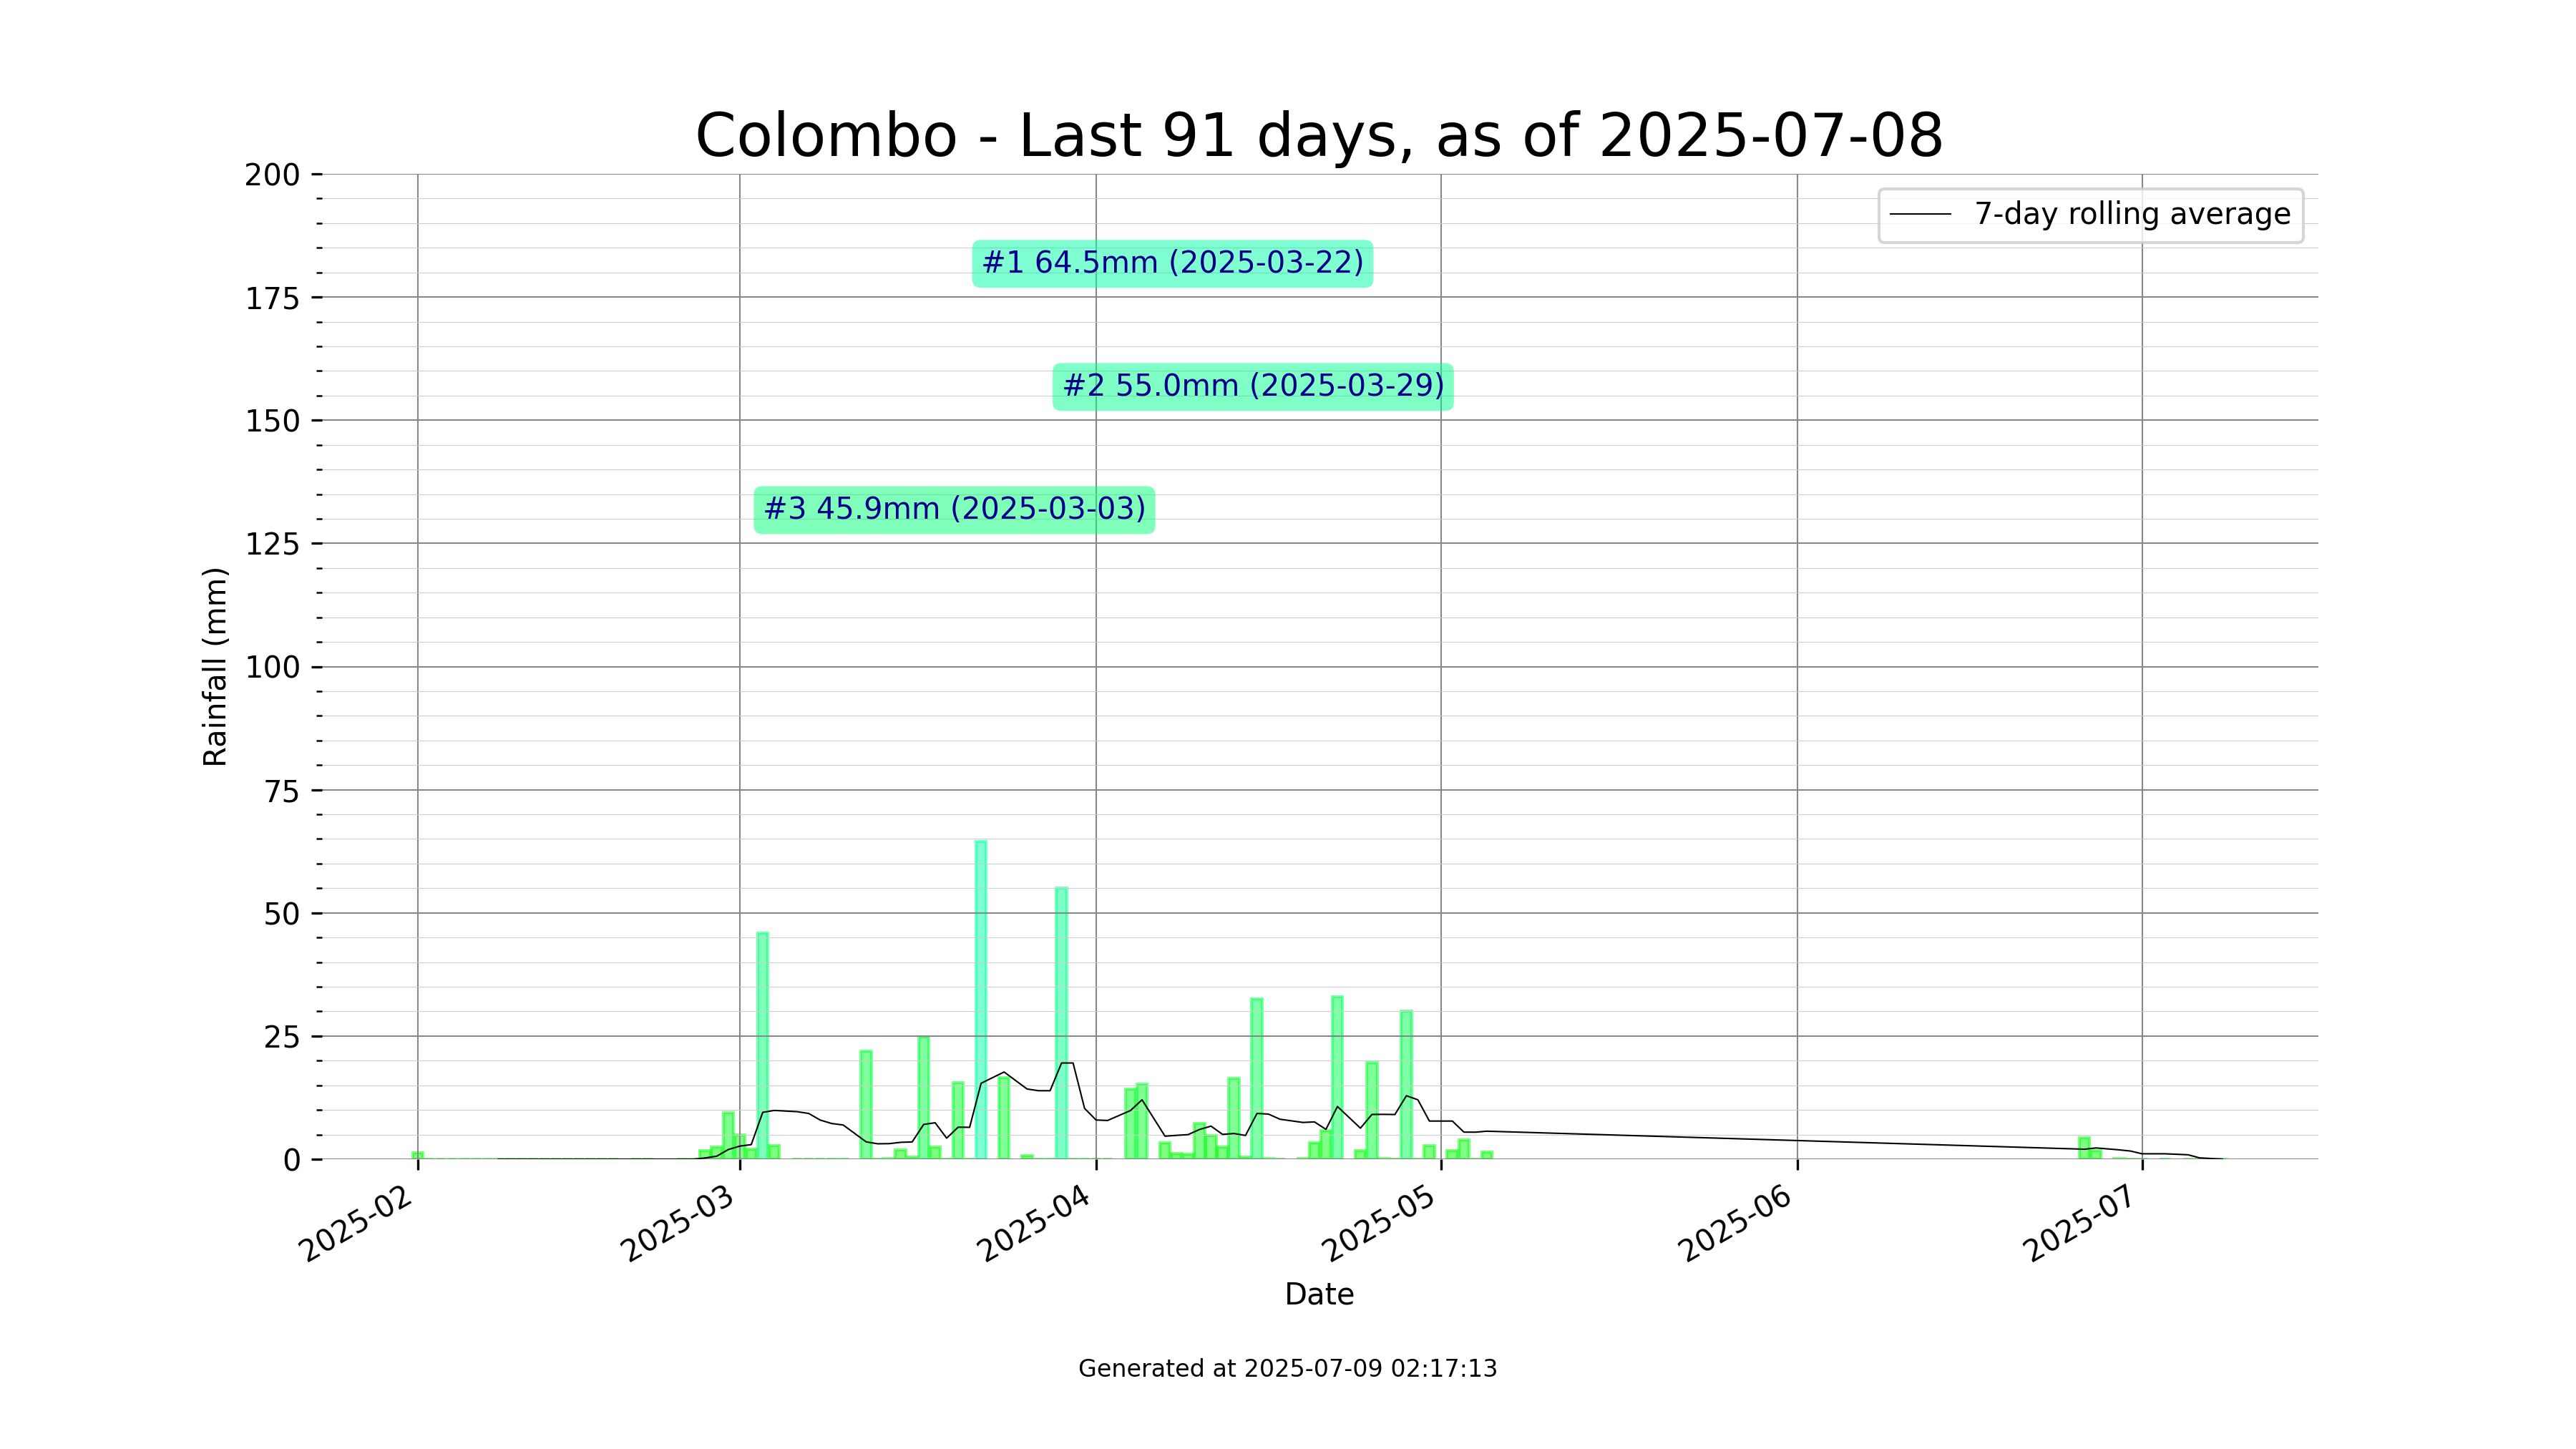 Colombo - Last 91 days, as of 2025-07-08
7-day rolling average
#1 64.5mm (2025-03-22)
#2 55.0mm (2025-03-29)
#3 45.9mm (2025-03-03)
Rainfall (mm)
200
175
150
125
100
75
50
25
0
2025-02
2025-03
2025-04
2025-05
2025-06
2025-07
Date
Generated at 2025-07-09 02:17:13